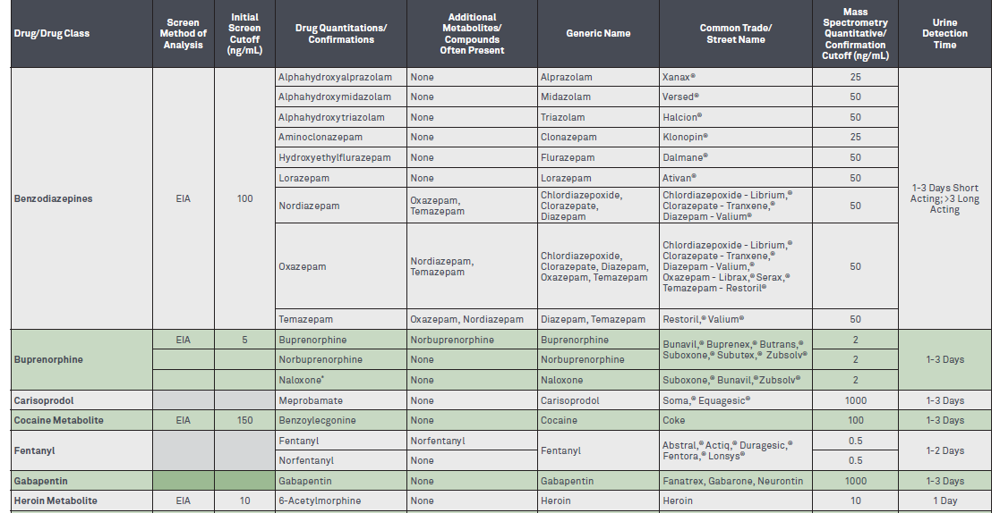 Drug/Drug Class
Screen
Method of
Analysis
Initial
Screen
Cutoff
(ng/mL)
Drug Quantitations/
Confirmations
Additional
Metabolites/
Compounds
Often Present
Generic Name
Common Trade/
Street Name
Mass
Spectrometry
Quantitative/
Confirmation
Cutoff (ng/mL)
Urine
Detection
Time
Benzodiazepines
EIA
100
Alphahydroxyalprazolam
None
Alprazolam
Xanax®
25
Alphahydroxymidazolam
None
Midazolam
Versed®
50
Alphahydroxytriazolam
None
Triazolam
Halcion®
50
Aminoclonazepam
None
Clonazepam
Klonopin®
25
Hydroxyethylflurazepam
None
Flurazepam
Dalmane®
50
Lorazepam
None
Lorazepam
Ativan®
50
Nordiazepam
Oxazepam,
Temazepam
Chlordiazepoxide,
Clorazepate,
Diazepam
Chlordiazepoxide - Librium,®
Clorazepate - Tranxene,®
Diazepam - Valium®
50
Oxazepam
Nordiazepam,
Temazepam
Chlordiazepoxide,
Clorazepate, Diazepam,
Oxazepam, Temazepam
Chlordiazepoxide - Librium,®
Clorazepate - Tranxene,®
Diazepam - Valium,®
Oxazepam - Librax,® Serax,®
Temazepam - Restoril®
50
Temazepam
Oxazepam, Nordiazepam
Diazepam, Temazepam
Restoril,® Valium®
50
1-3 Days Short
Acting; >3 Long
Acting
Buprenorphine
EIA
5
Buprenorphine
Norbuprenorphine
Buprenorphine
Bunavil,® Buprenex,® Butrans,®
Suboxone,® Subutex,® Zubsolv®
2
Norbuprenorphine
None
Norbuprenorphine
2
Naloxone*
None
Naloxone
Suboxone,® Bunavil,® Zubsolv®
2
1-3 Days
Carisoprodol
Meprobamate
None
Carisoprodol
Soma,® Equagesic®
1000
1-3 Days
Cocaine Metabolite
EIA
150
Benzoylecgonine
None
Cocaine
Coke
100
1-3 Days
Fentanyl
Fentanyl
Norfentanyl
Fentanyl
Abstral,® Actiq,® Duragesic,®
Fentora,® Lonsys®
0.5
Norfentanyl
None
0.5
1-2 Days
Gabapentin
Gabapentin
None
Gabapentin
Fanatrex, Gabarone, Neurontin
1000
1-3 Days
Heroin Metabolite
EIA
10
6-Acetylmorphine
None
Heroin
Heroin
10
1 Day